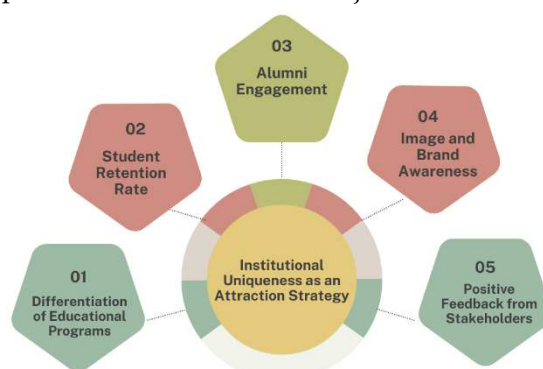 03
Alumni
Engagement
02
Student
Retention
Rate
04
Image and
Brand
Awareness
Institutional
Uniqueness as an
Attraction Strategy
01
Differentiation
of Educational
Programs
05
Positive
Feedback from
Stakeholders